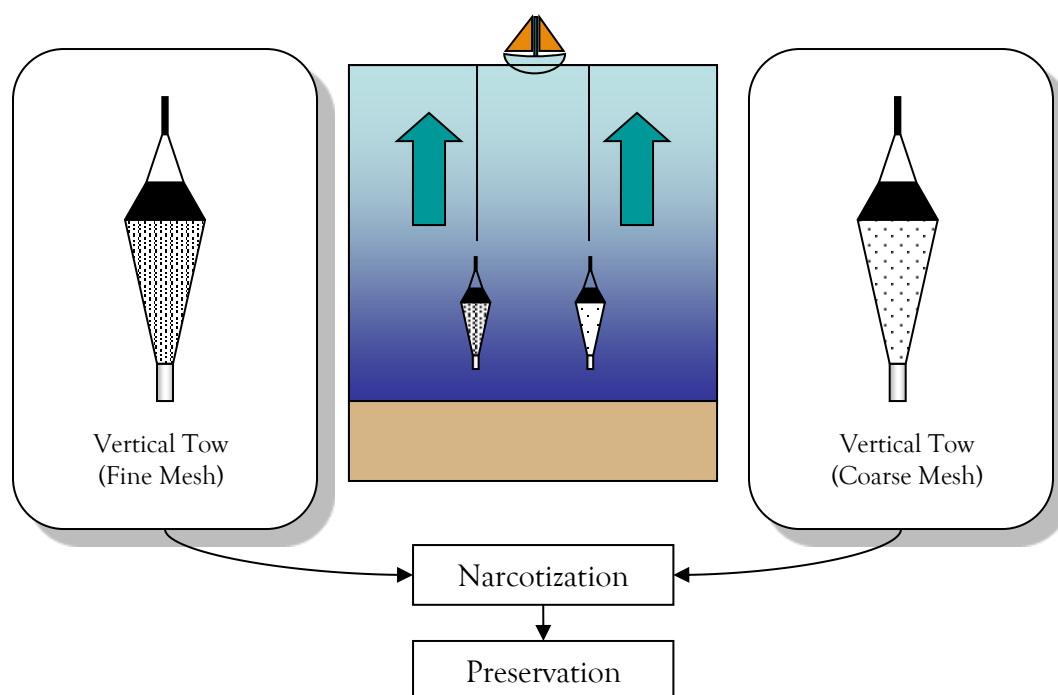 Vertical Tow
(Fine Mesh)
Vertical Tow
(Coarse Mesh)
Narcotization
Preservation